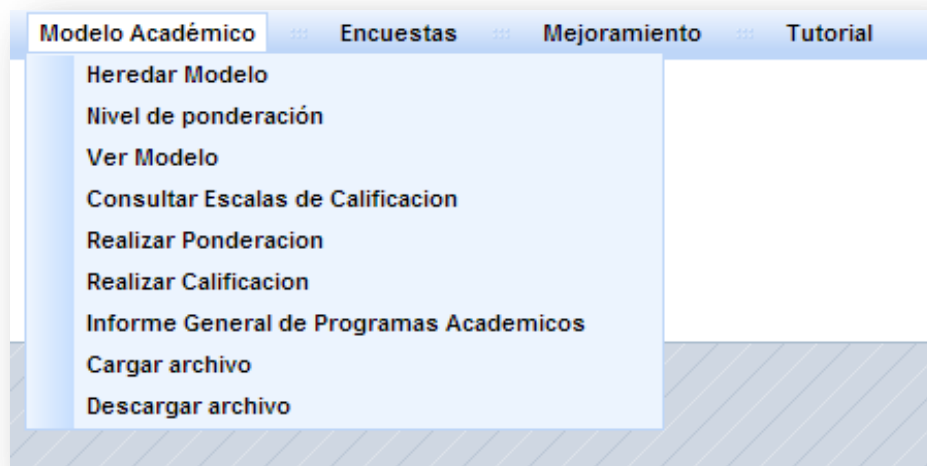 Modelo Académico Encuestas Mejoramiento Tutorial
Heredar Modelo
Nivel de ponderación
Ver Modelo
Consultar Escalas de Calificacion
Realizar Ponderacion
Realizar Calificacion
Informe General de Programas Academicos
Cargar archivo
Descargar archivo